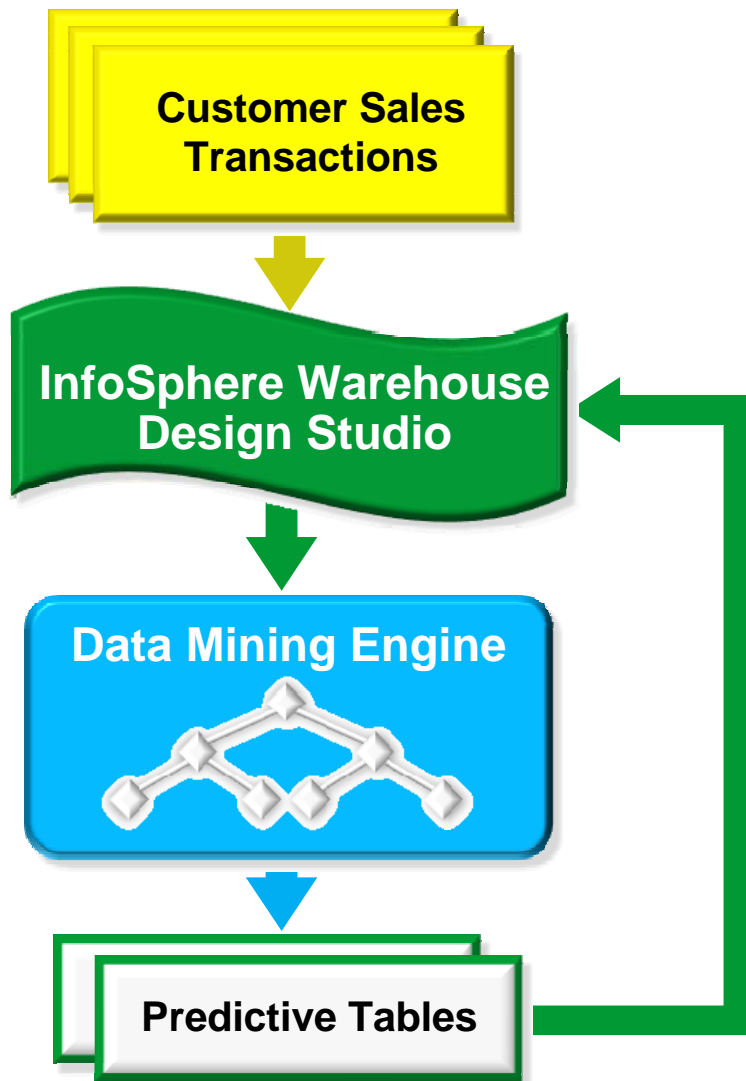 Customer Sales
Transactions
InfoSphere Warehouse
Design Studio
Data Mining Engine
Predictive Tables